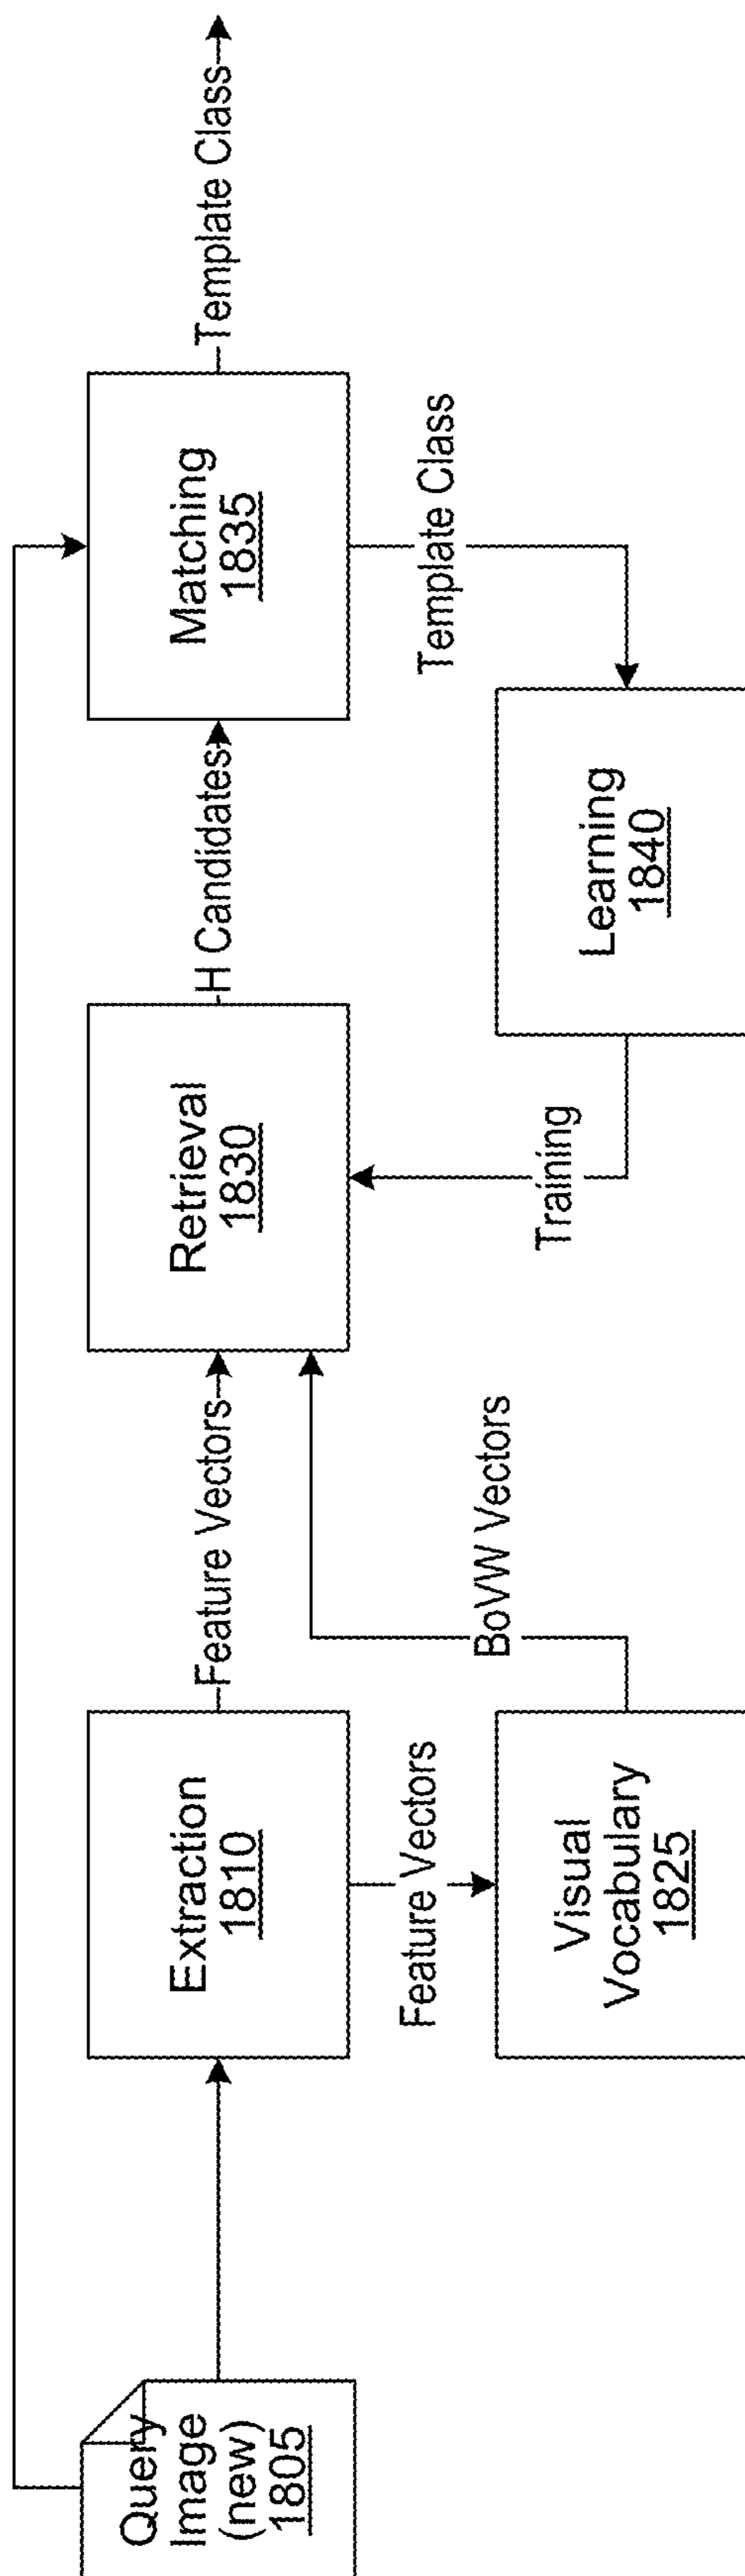 Query
Image
(new)
1805
Extraction
1810
Feature Vectors
Feature Vectors
Visual
Vocabulary
1825
BoVW Vectors
Retrieval
1830
H Candidates
Training
Matching
1835
Template Class
Template Class
Learning
1840